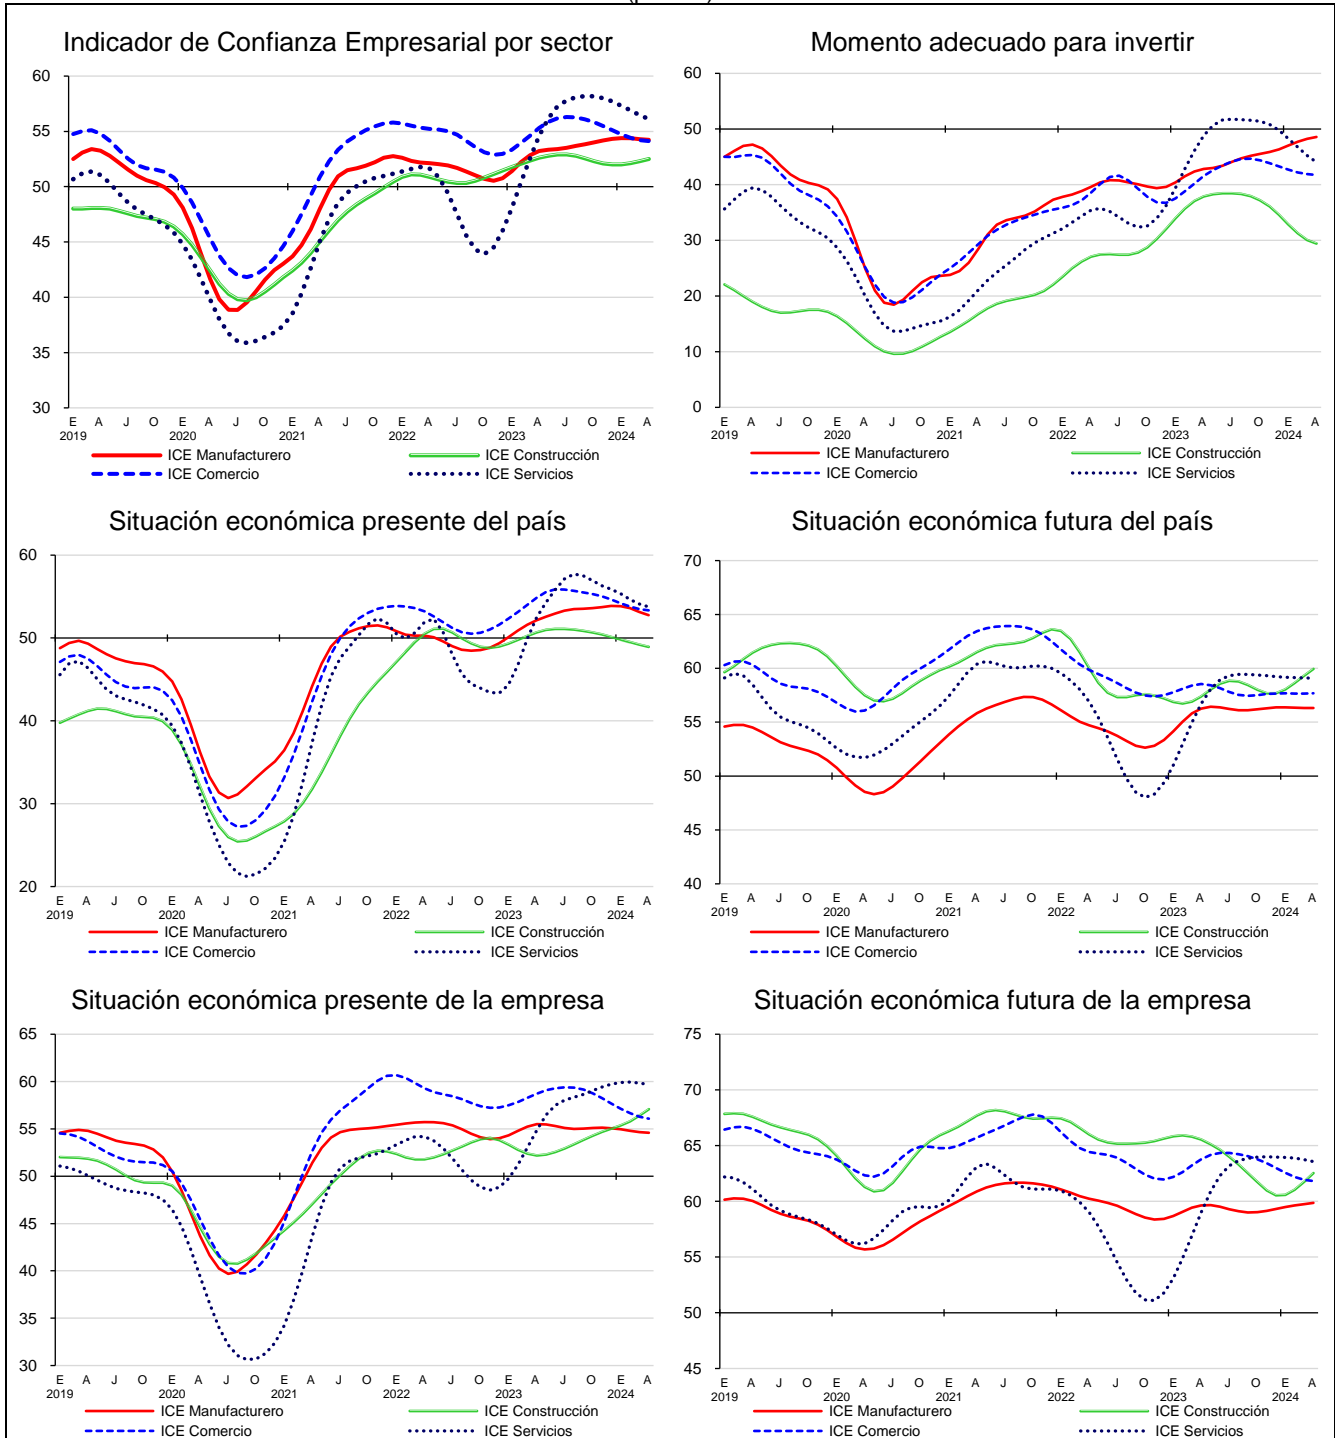 Indicador de Confianza Empresarial por sector
60
55
50
45
40
35
30
E A J O E A J O E A J O E A J O E A J O E A
2019 2020 2021 2022 2023 2024
ICE Manufacturero ICE Construcción
ICE Comercio ICE Servicios
Momento adecuado para invertir
60
50
40
30
20
10
0
E A J O E A J O E A J O E A J O E A J O E A
2019 2020 2021 2022 2023 2024
ICE Manufacturero ICE Construcción
ICE Comercio ICE Servicios
Situación económica presente del país
60
50
40
30
20
E A J O E A J O E A J O E A J O E A J O E A
2019 2020 2021 2022 2023 2024
ICE Manufacturero ICE Construcción
ICE Comercio ICE Servicios
Situación económica futura del país
70
65
60
55
50
45
40
E A J O E A J O E A J O E A J O E A J O E A
2019 2020 2021 2022 2023 2024
ICE Manufacturero ICE Construcción
ICE Comercio ICE Servicios
Situación económica presente de la empresa
65
60
55
50
45
40
35
30
E A J O E A J O E A J O E A J O E A J O E A
2019 2020 2021 2022 2023 2024
ICE Manufacturero ICE Construcción
ICE Comercio ICE Servicios
Situación económica futura de la empresa
75
70
65
60
55
50
45
E A J O E A J O E A J O E A J O E A J O E A
2019 2020 2021 2022 2023 2024
ICE Manufacturero ICE Construcción
ICE Comercio ICE Servicios